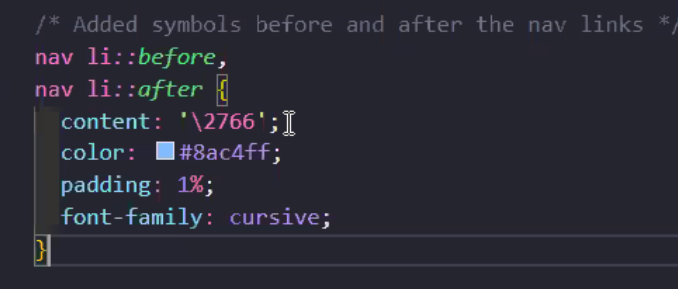 /* Added symbols before and after the nav links */
nav li::before,
nav li::after {
content: '\2766';
color: #8ac4ff;
padding: 1%;
font-family: cursive;
}